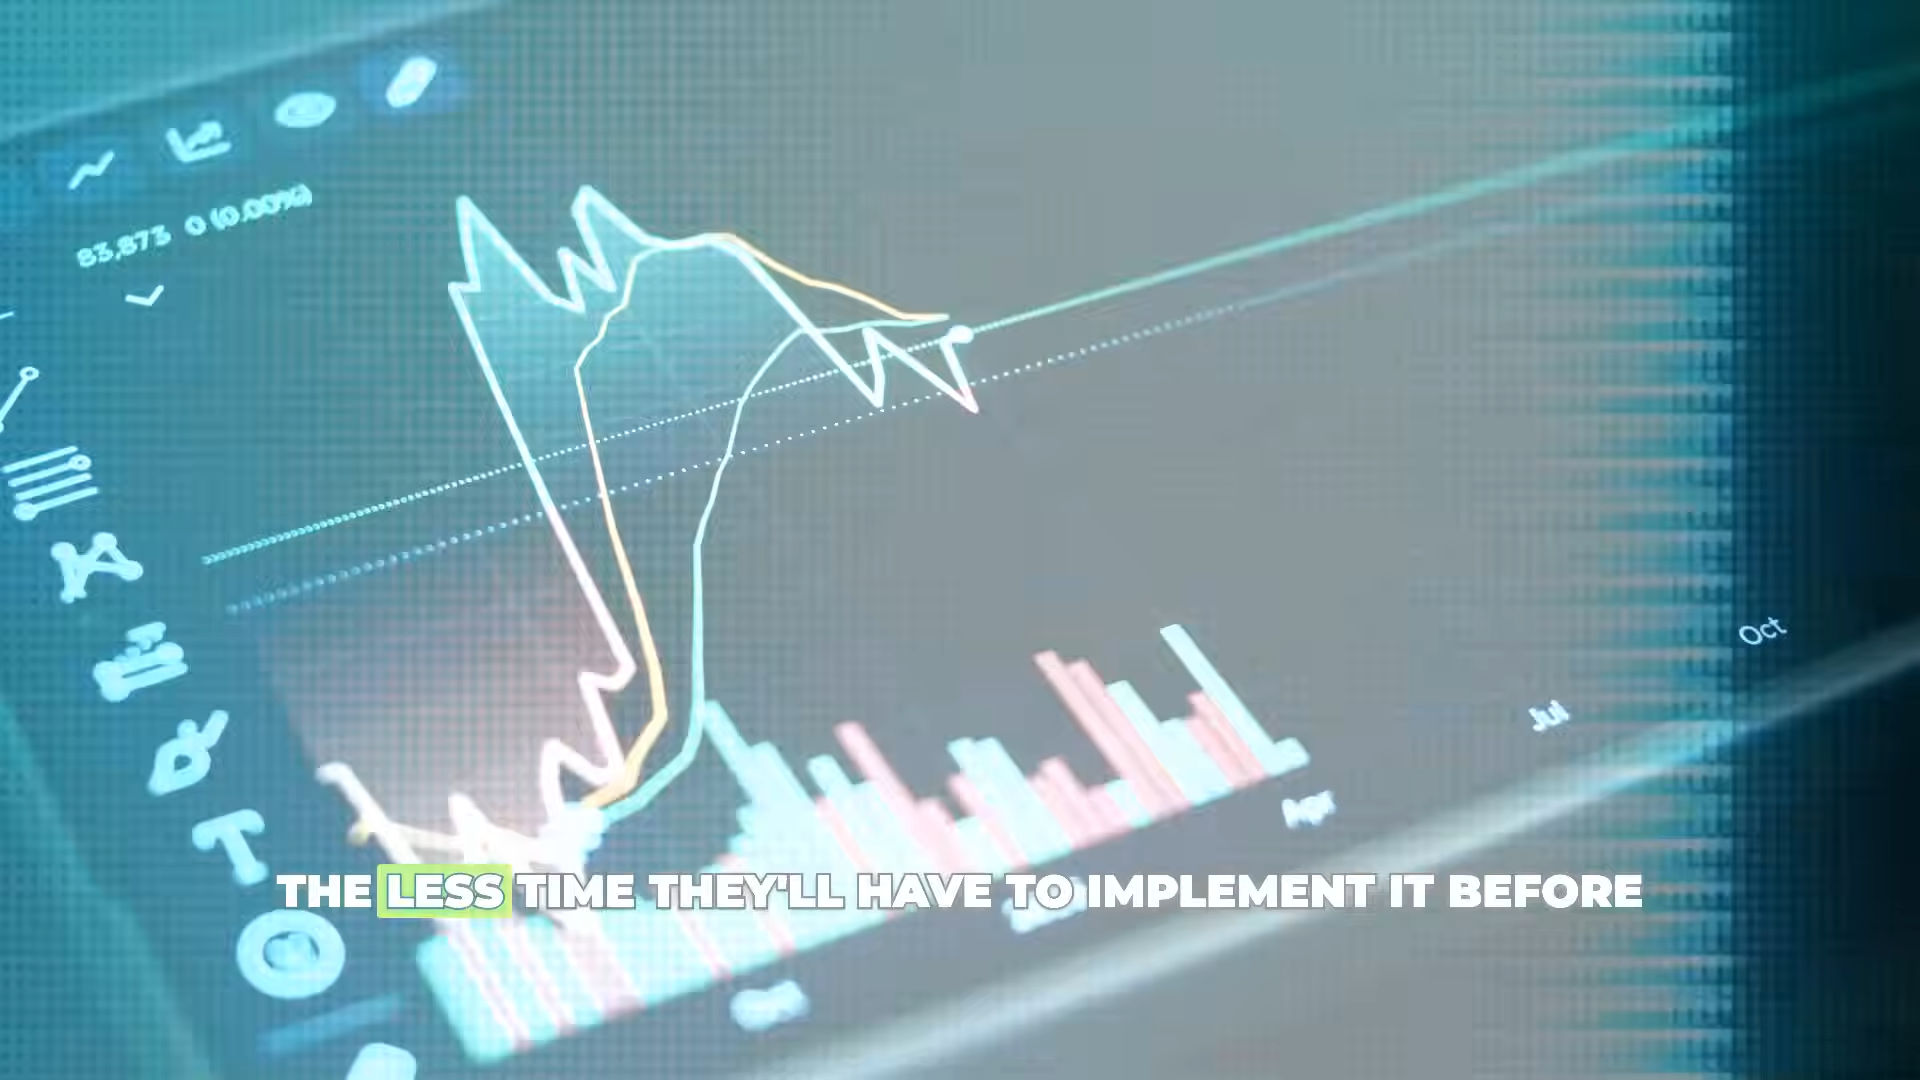 83,873 0 (0.00%)
Oct
Jul
Apr
THE LESS TIME THEY'LL HAVE TO IMPLEMENT IT BEFORE